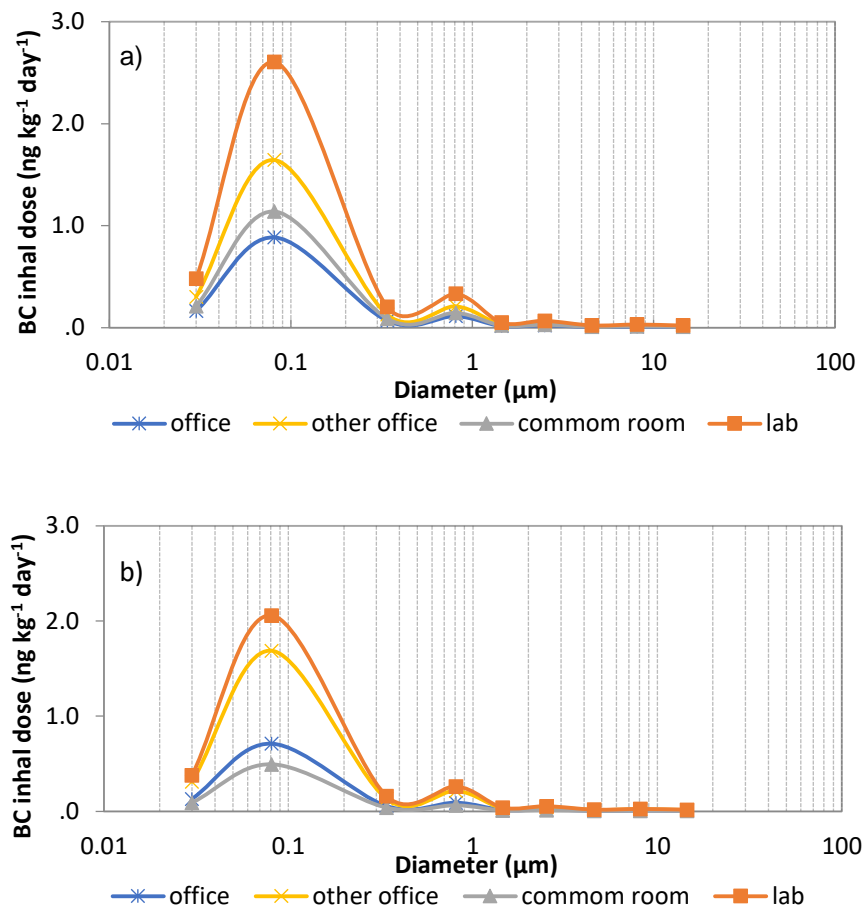 a)
BC inhal dose (ng kg⁻¹ day⁻¹)
3.0
2.0
1.0
.0
0.01 0.1 1 10 100
Diameter (µm)
office other office commom room lab
b)
BC inhal dose (ng kg⁻¹ day⁻¹)
3.0
2.0
1.0
.0
0.01 0.1 1 10 100
Diameter (µm)
office other office commom room lab